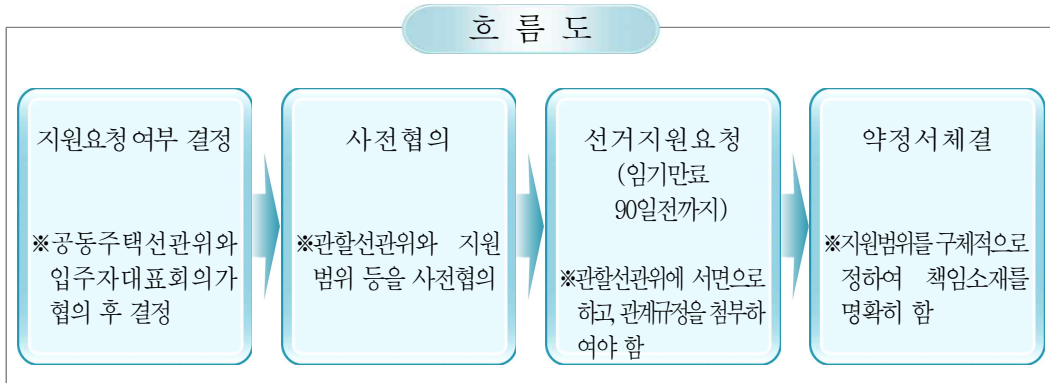 흐 름 도
지원요청 여부 결정
※공동주택선관위와
입주자대표회의가
협의 후 결정
사전협의
※관할선관위와 지원
범위 등을 사전협의
선거지원요청
(임기만료
90일전까지)
※관할선관위에 서면으로
하고, 관계규정을 첨부하
여야 함
약정서체결
※지원범위를 구체적으로
정하여 책임소재를
명확히 함